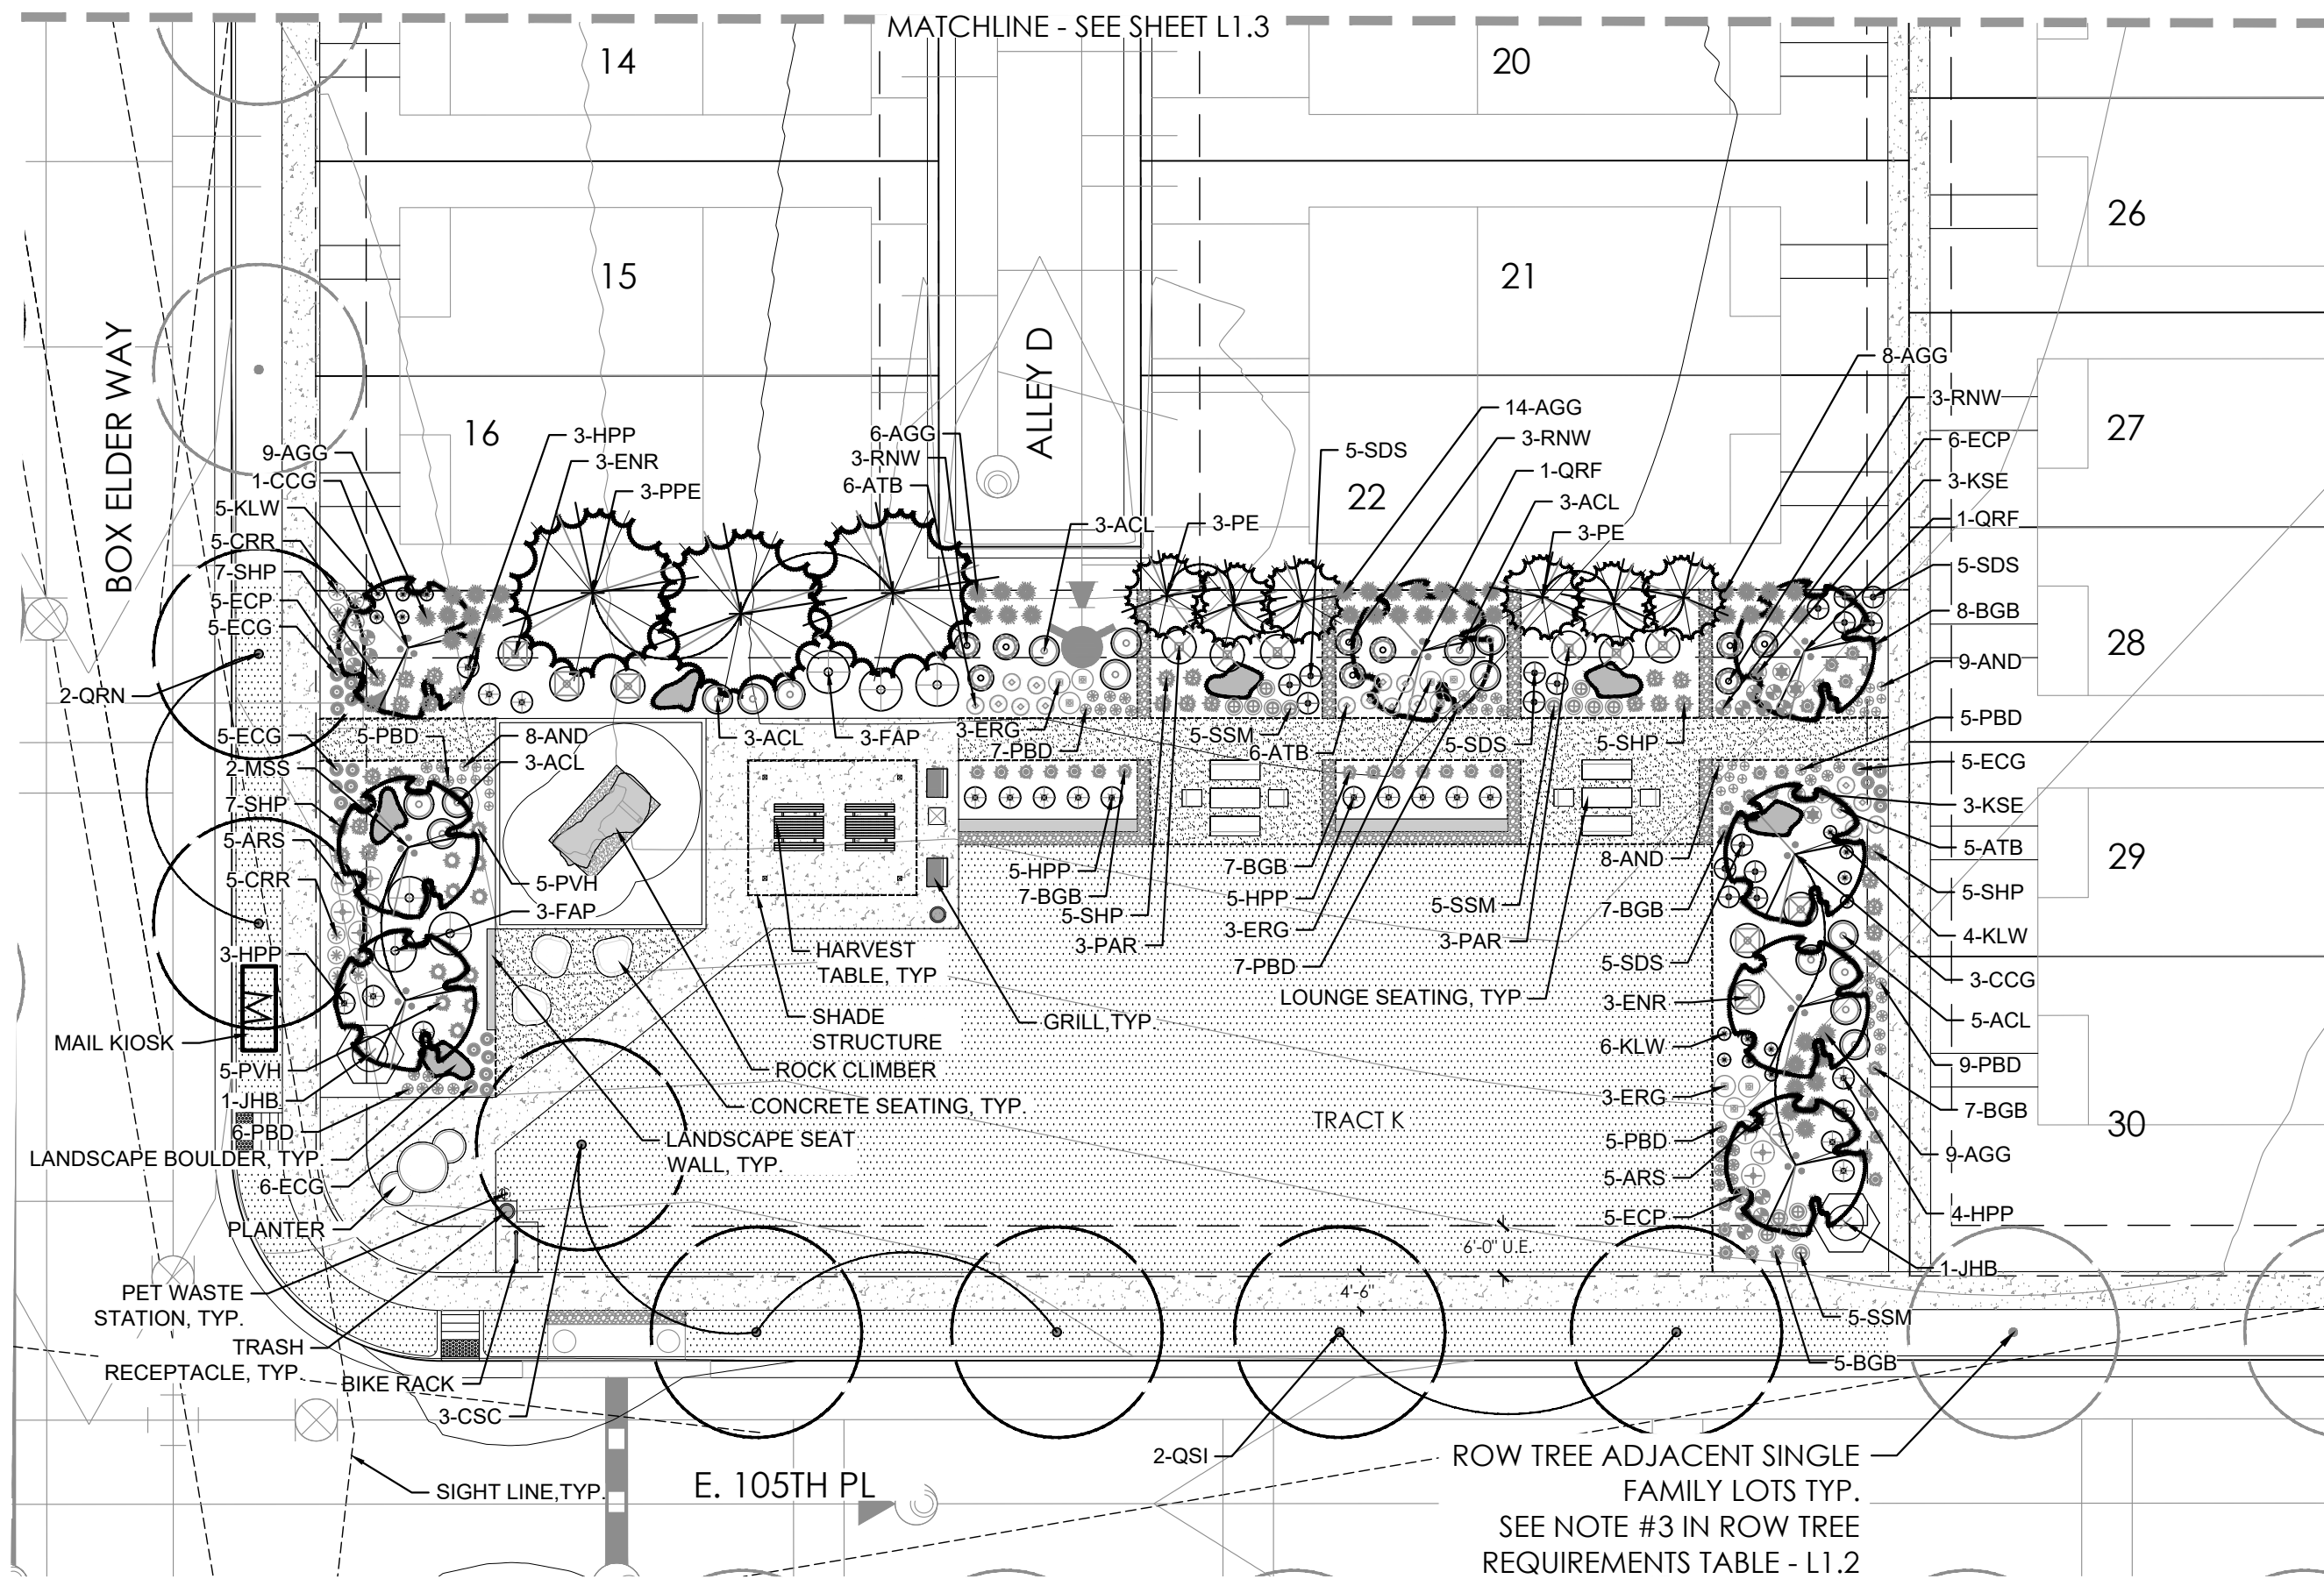 MATCHLINE - SEE SHEET L1.3
14
20
26
15
21
BOX ELDER WAY
ALLEY D
8-AGG
3-RNW
14-AGG
27
16
3-HPP
6-AGG
3-RNW
6-ECP
9-AGG
3-ENR
3-RNW
5-SDS
1-QRF
3-KSE
1-CCG
3-PPE
6-ATB
22
3-ACL
1-QRF
5-KLW
3-ACL
3-PE
3-PE
5-CRR
5-SDS
7-SHP
8-BGB
5-ECP
5-ECG
28
9-AND
2-QRN
5-PBD
5-ECG
5-PBD
8-AND
3-ACL
3-FAP
3-ERG
7-PBD
5-SSM
6-ATB
5-SDS
5-SHP
5-ECG
2-MSS
3-ACL
7-SHP
3-KSE
5-ARS
5-ATB
29
5-CRR
5-PVH
5-HPP
7-BGB
8-AND
5-SHP
3-FAP
7-BGB
5-HPP
5-SSM
7-BGB
5-SHP
3-ERG
4-KLW
3-HPP
HARVEST
TABLE, TYP
3-PAR
7-PBD
3-PAR
5-SDS
3-CCG
LOUNGE SEATING, TYP
3-ENR
M
SHADE
STRUCTURE
GRILL,TYP.
5-ACL
MAIL KIOSK
6-KLW
5-PVH
ROCK CLIMBER
9-PBD
1-JHB
CONCRETE SEATING, TYP.
3-ERG
7-BGB
6-PBD
LANDSCAPE SEAT
WALL, TYP.
TRACT K
5-PBD
30
LANDSCAPE BOULDER, TYP.
5-ARS
9-AGG
6-ECG
5-ECP
4-HPP
PLANTER
6'-0" U.E.
1-JHB
PET WASTE
STATION, TYP.
4'-6"
5-SSM
TRASH
RECEPTACLE, TYP.
BIKE RACK
5-BGB
3-CSC
2-QSI
ROW TREE ADJACENT SINGLE
FAMILY LOTS TYP.
SEE NOTE #3 IN ROW TREE
REQUIREMENTS TABLE - L1.2
SIGHT LINE,TYP.
E. 105TH PL